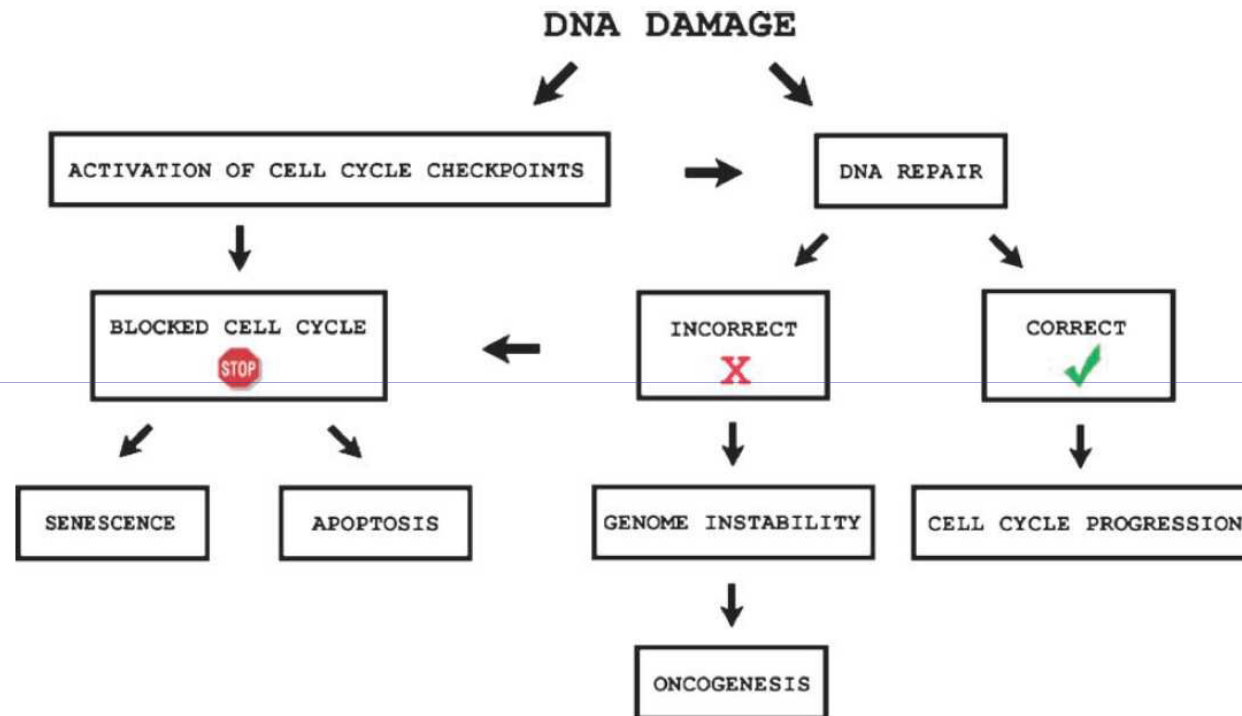 DNA DAMAGE
ACTIVATION OF CELL CYCLE CHECKPOINTS
DNA REPAIR
BLOCKED CELL CYCLE
STOP
INCORRECT
X
CORRECT
SENESCENCE
APOPTOSIS
GENOME INSTABILITY
CELL CYCLE PROGRESSION
ONCOGENESIS